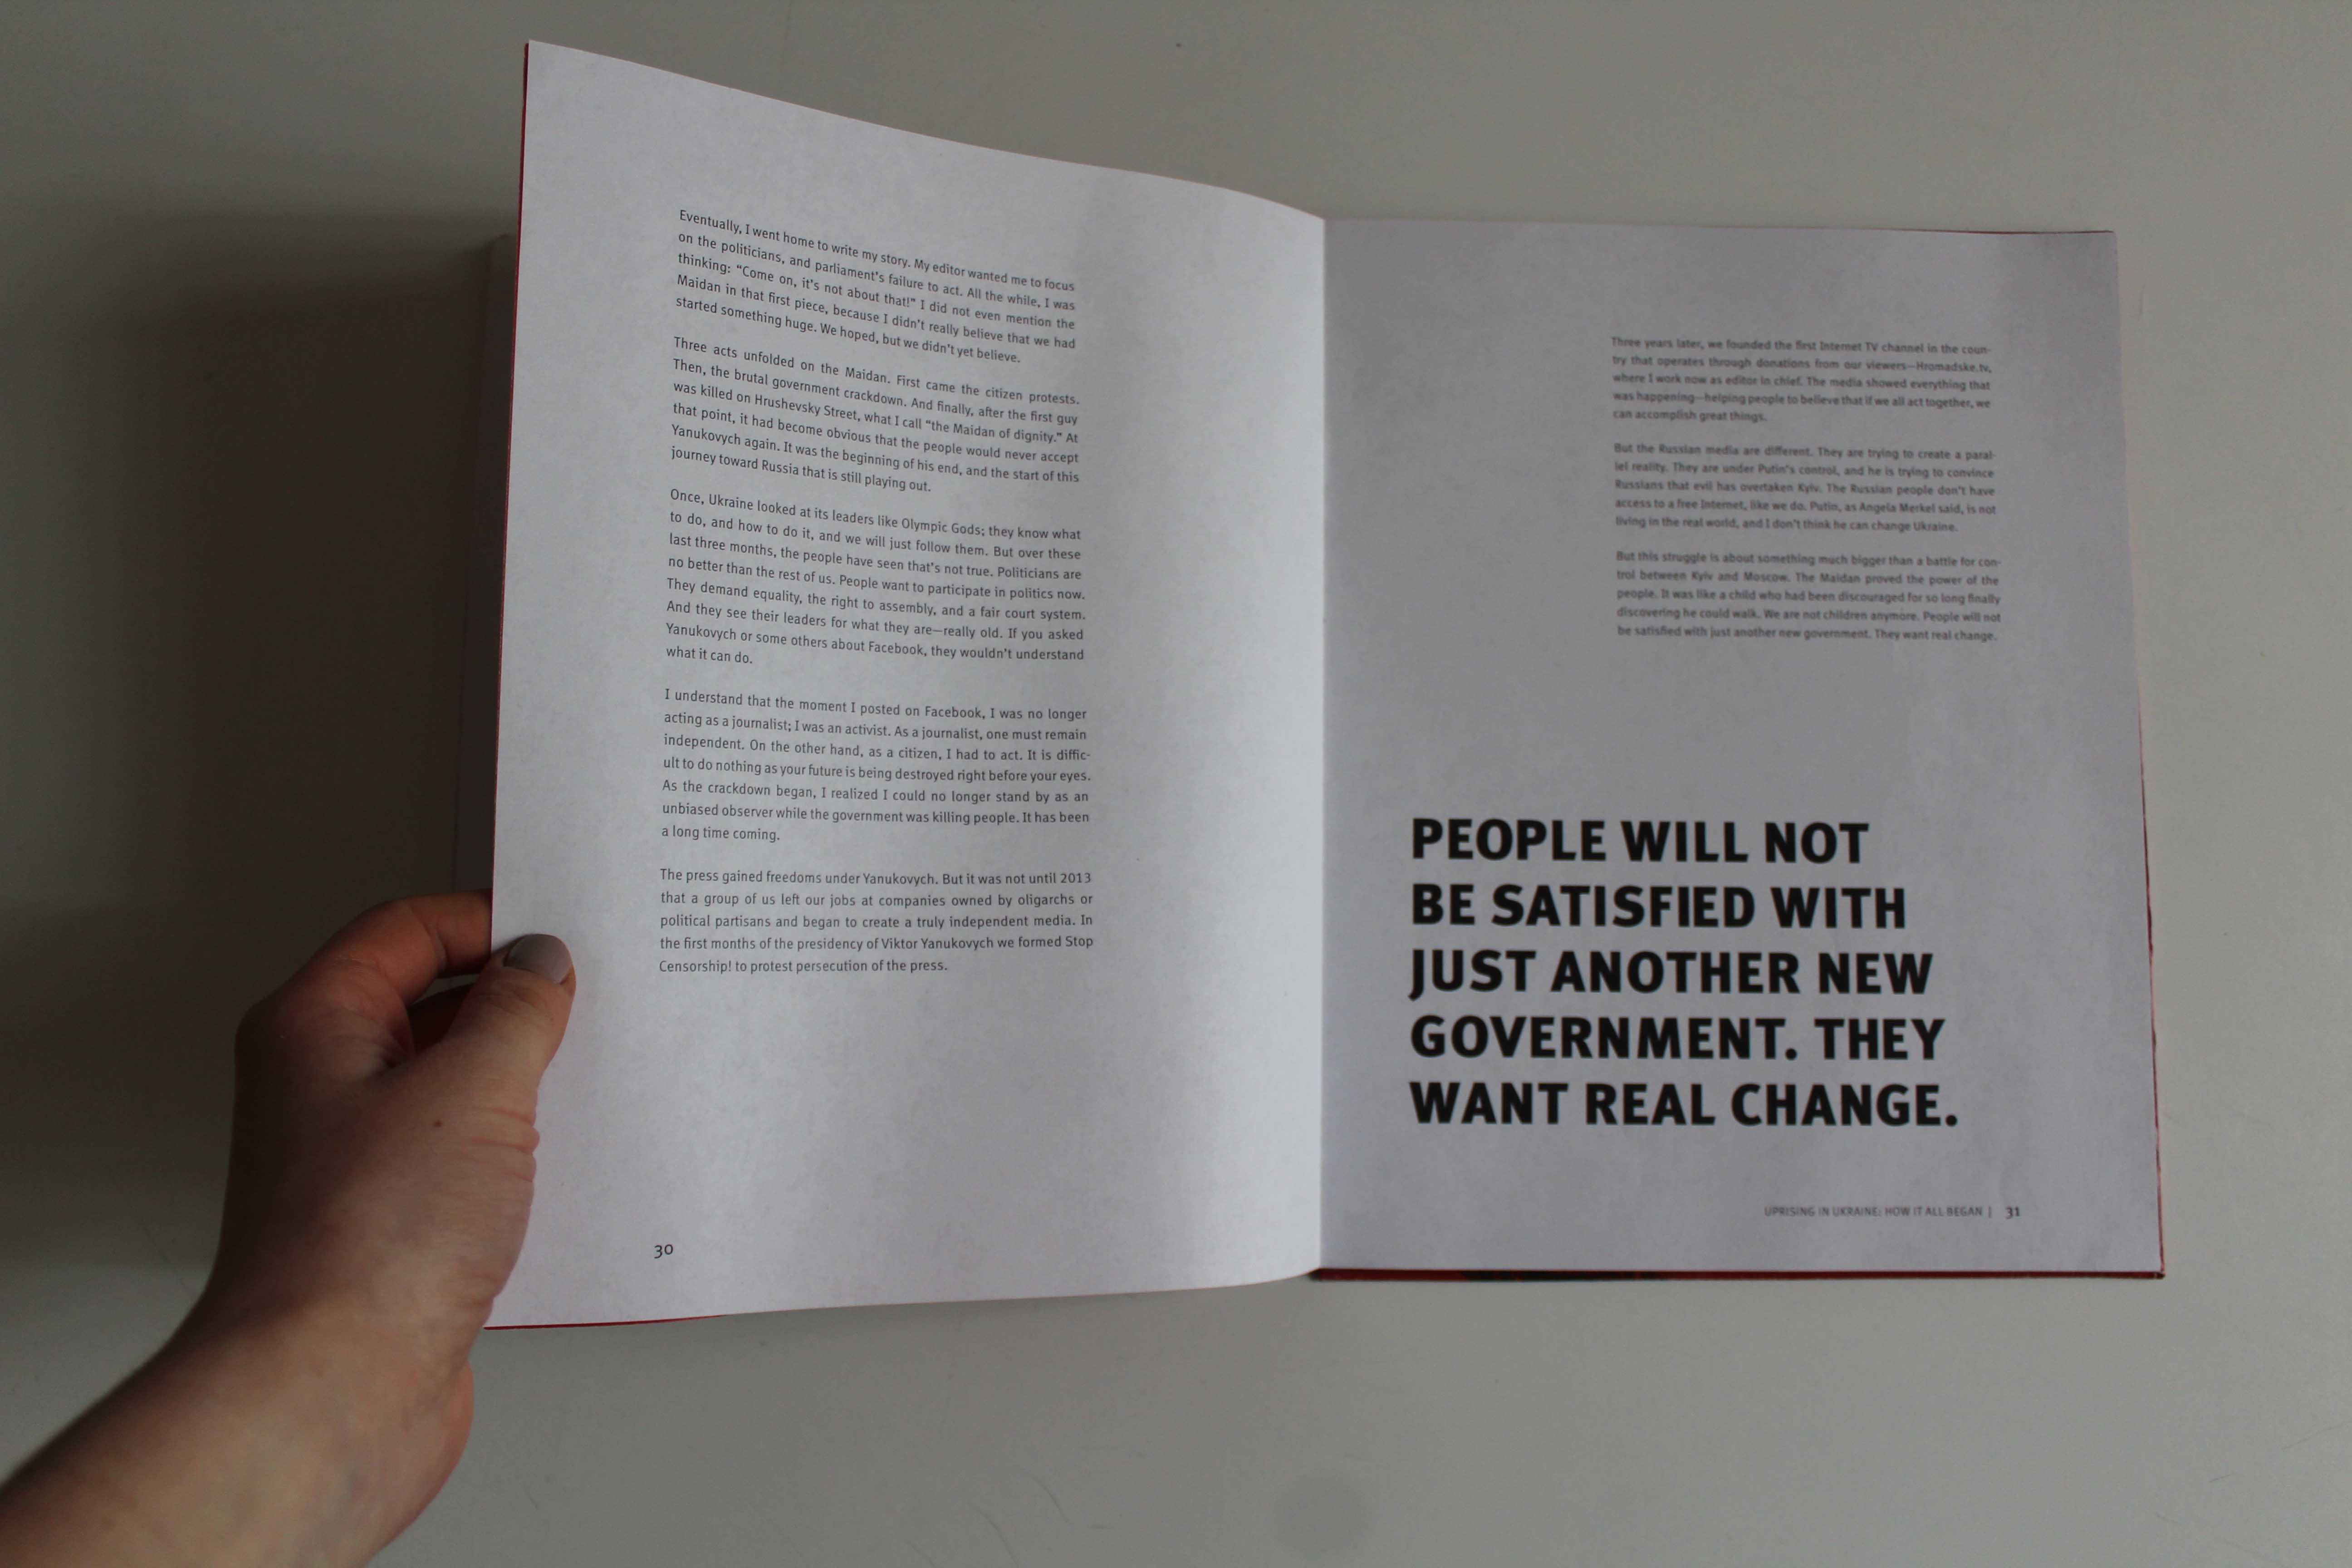 Eventually, I went home to write my story. My editor wanted me to focus
on the politicians, and parliament's failure to act. All the while, I was
thinking: "Come on, it's not about that!" I did not even mention the
Maidan in that first piece, because I didn't really believe that we had
started something huge. We hoped, but we didn't yet believe.
Three acts unfolded on the Maidan. First came the citizen protests.
Then, the brutal government crackdown. And finally, after the first guy
was killed on Hrushevsky Street, what I call "the Maidan of dignity." At
that point, it had become obvious that the people would never accept
Yanukovych again. It was the beginning of his end, and the start of this
journey toward Russia that is still playing out.
Once, Ukraine looked at its leaders like Olympic Gods; they know what
to do, and how to do it, and we will just follow them. But over these
last three months, the people have seen that's not true. Politicians are
no better than the rest of us. People want to participate in politics now.
They demand equality, the right to assembly, and a fair court system.
And they see their leaders for what they are—really old. If you asked
Yanukovych or some others about Facebook, they wouldn't understand
what it can do.
I understand that the moment I posted on Facebook, I was no longer
acting as a journalist; I was an activist. As a journalist, one must remain
independent. On the other hand, as a citizen, I had to act. It is diffic-
ult to do nothing as your future is being destroyed right before your eyes.
As the crackdown began, I realized I could no longer stand by as an
unbiased observer while the government was killing people. It has been
a long time coming.
The press gained freedoms under Yanukovych. But it was not until 2013
that a group of us left our jobs at companies owned by oligarchs or
political partisans and began to create a truly independent media. In
the first months of the presidency of Viktor Yanukovych we formed Stop
Censorship! to protest persecution of the press.
30
Three years later, we founded the first Internet TV channel in the coun-
try that operates through donations from our viewers—Hromadske.tv,
where I work now as editor in chief. The media showed everything that
was happening—helping people to believe that if we all act together, we
can accomplish great things.
But the Russian media are different. They are trying to create a paral-
lel reality. They are under Putin's control, and he is trying to convince
Russians that evil has overtaken Kyiv. The Russian people don't have
access to a free Internet, like we do. Putin, as Angela Merkel said, is not
living in the real world, and I don't think he can change Ukraine.
But this struggle is about something much bigger than a battle for con-
trol between Kyiv and Moscow. The Maidan proved the power of the
people. It was like a child who had been discouraged for so long finally
discovering he could walk. We are not children anymore. People will not
be satisfied with just another new government. They want real change.
PEOPLE WILL NOT
BE SATISFIED WITH
JUST ANOTHER NEW
GOVERNMENT. THEY
WANT REAL CHANGE.
UPRISING IN UKRAINE: HOW IT ALL BEGAN | 31